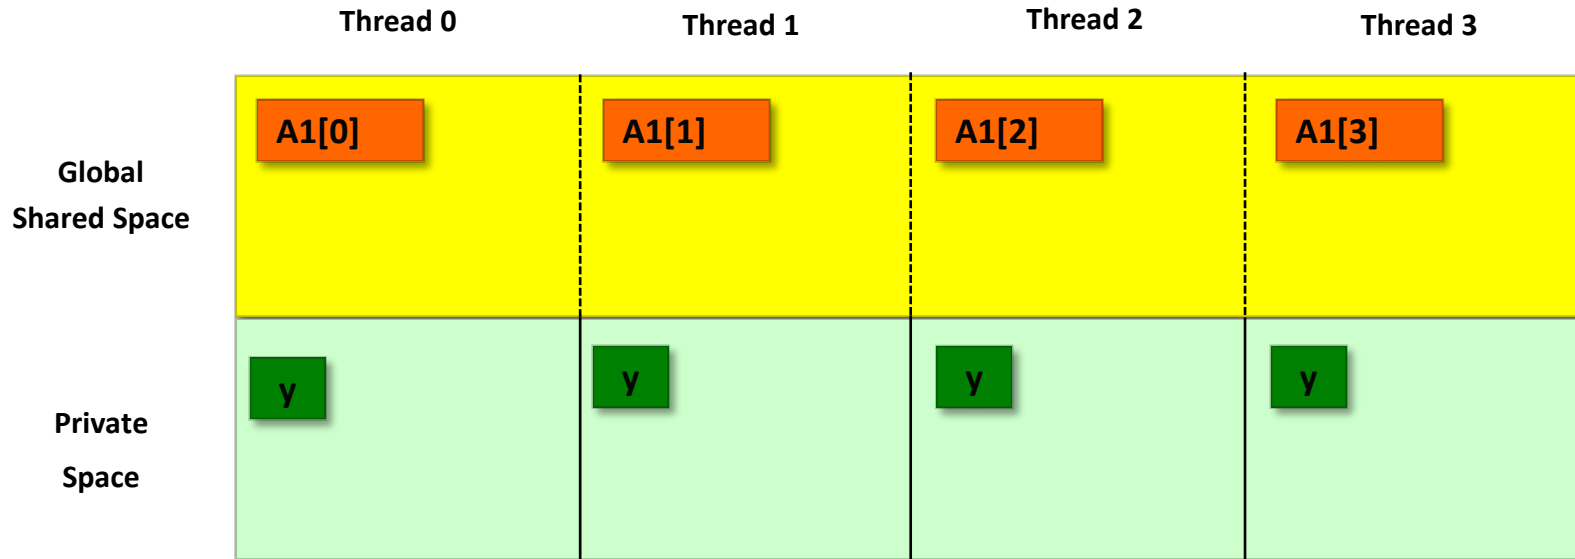 Thread 0
Thread 1
Thread 2
Thread 3
Global
Shared Space
A1[0]
A1[1]
A1[2]
A1[3]
Private
Space
y
y
y
y